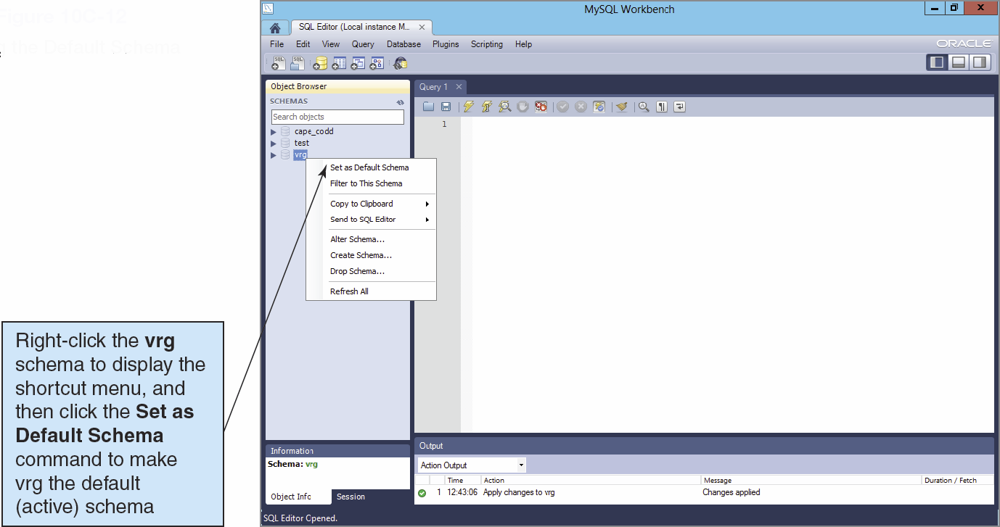 Figure 10C-12
the Default Schema
MySQL Workbench
SQL Editor (Local instance M...
File Edit View Query Database Plugins Scripting Help
ORACLE
SQL SQL
Object Browser
Query 1
SCHEMAS
Search objects
1
cape_codd
test
vrg
Set as Default Schema
Filter to This Schema
Copy to Clipboard
Send to SQL Editor
Alter Schema...
Create Schema...
Drop Schema...
Refresh All
Right-click the vrg
schema to display the
shortcut menu, and
then click the Set as
Default Schema
command to make
vrg the default
(active) schema
Information
Schema: vrg
Object Info Session
Output
Action Output
Time Action Message Duration / Fetch
1 12:43:06 Apply changes to vrg Changes applied
SQL Editor Opened.